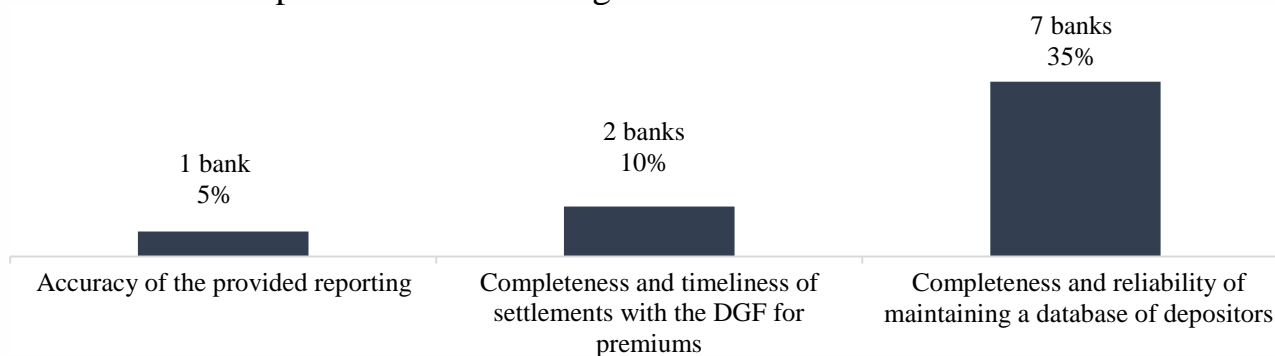 7 banks
35%
2 banks
10%
1 bank
5%
Accuracy of the provided reporting
Completeness and timeliness of
settlements with the DGF for
premiums
Completeness and reliability of
maintaining a database of depositors